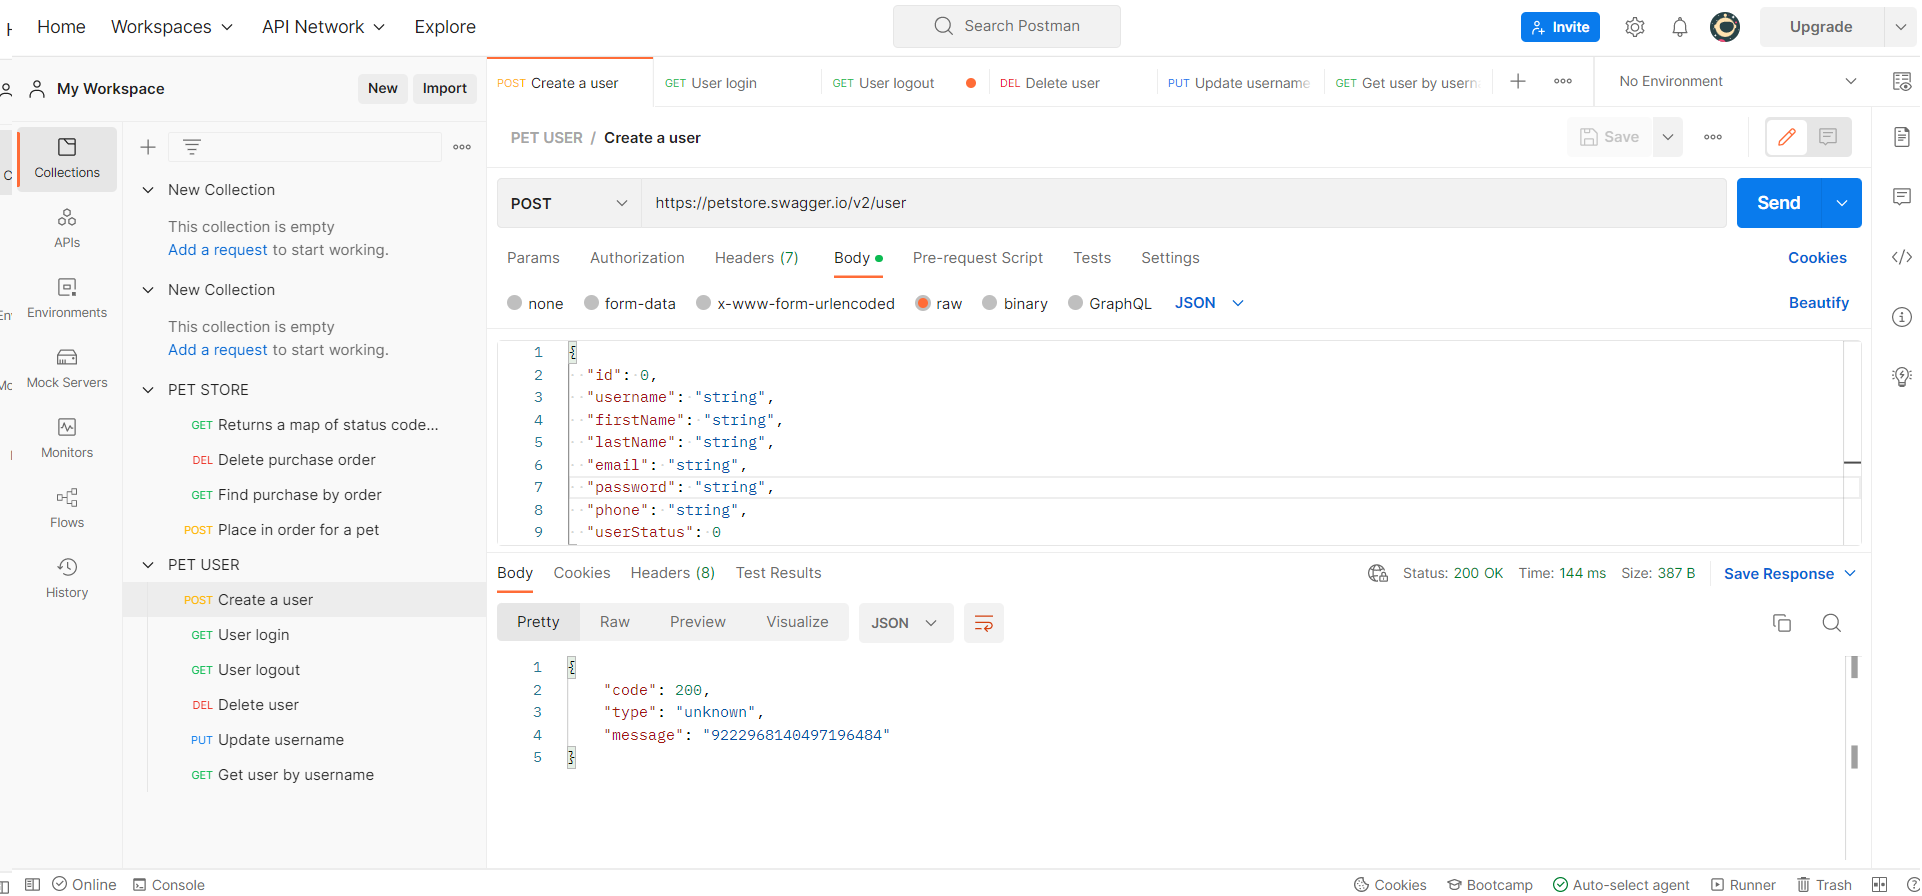 Home Workspaces API Network Explore Search Postman Invite Upgrade
My Workspace New Import
POST Create a user GET User login GET User logout DEL Delete user PUT Update username GET Get user by usern No Environment
PET USER / Create a user Save
Collections
APIs
Environments
Mock Servers
Monitors
Flows
History
New Collection
This collection is empty
Add a request to start working.
New Collection
This collection is empty
Add a request to start working.
PET STORE
GET Returns a map of status code...
DEL Delete purchase order
GET Find purchase by order
POST Place in order for a pet
PET USER
POST Create a user
GET User login
GET User logout
DEL Delete user
PUT Update username
GET Get user by username
POST https://petstore.swagger.io/v2/user Send
Params Authorization Headers (7) Body Pre-request Script Tests Settings Cookies
none form-data x-www-form-urlencoded raw binary GraphQL JSON Beautify
1 {
2 "id": 0,
3 "username": "string",
4 "firstName": "string",
5 "lastName": "string",
6 "email": "string",
7 "password": "string",
8 "phone": "string",
9 "userStatus": 0
Body Cookies Headers (8) Test Results Status: 200 OK Time: 144 ms Size: 387 B Save Response
Pretty Raw Preview Visualize JSON
1 {
2 "code": 200,
3 "type": "unknown",
4 "message": "9222968140497196484"
5 }
Online Console Cookies Bootcamp Auto-select agent Runner Trash